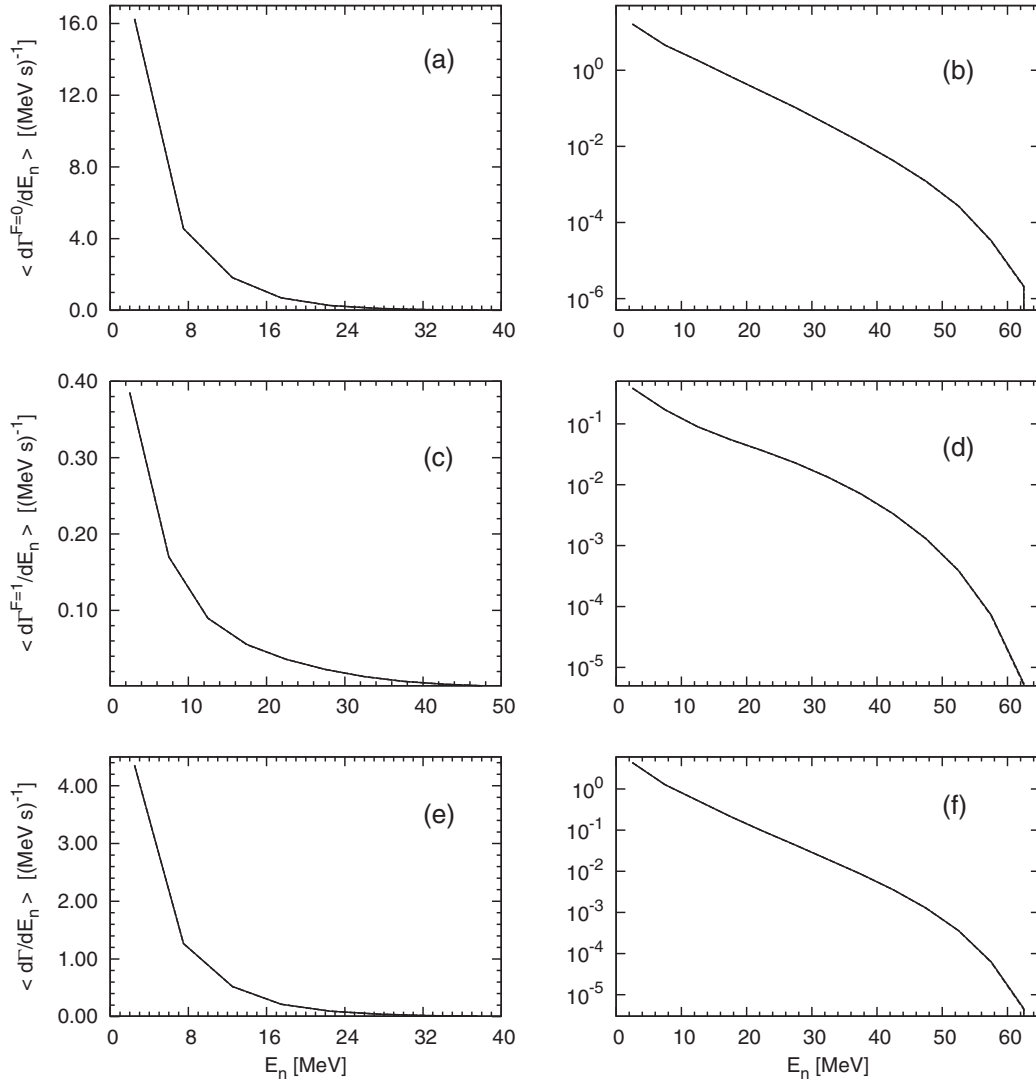 < dΓ^F=0/dE_n > [(MeV s)^-1]
16.0
12.0
8.0
4.0
0.0
0 8 16 24 32 40
(a)
10^0
10^-2
10^-4
10^-6
0 10 20 30 40 50 60
(b)
< dΓ^F=1/dE_n > [(MeV s)^-1]
0.40
0.30
0.20
0.10
0 10 20 30 40 50
(c)
10^-1
10^-2
10^-3
10^-4
10^-5
0 10 20 30 40 50 60
(d)
< dΓ/dE_n > [(MeV s)^-1]
4.00
3.00
2.00
1.00
0.00
0 8 16 24 32 40
(e)
E_n [MeV]
10^0
10^-1
10^-2
10^-3
10^-4
10^-5
0 10 20 30 40 50 60
(f)
E_n [MeV]